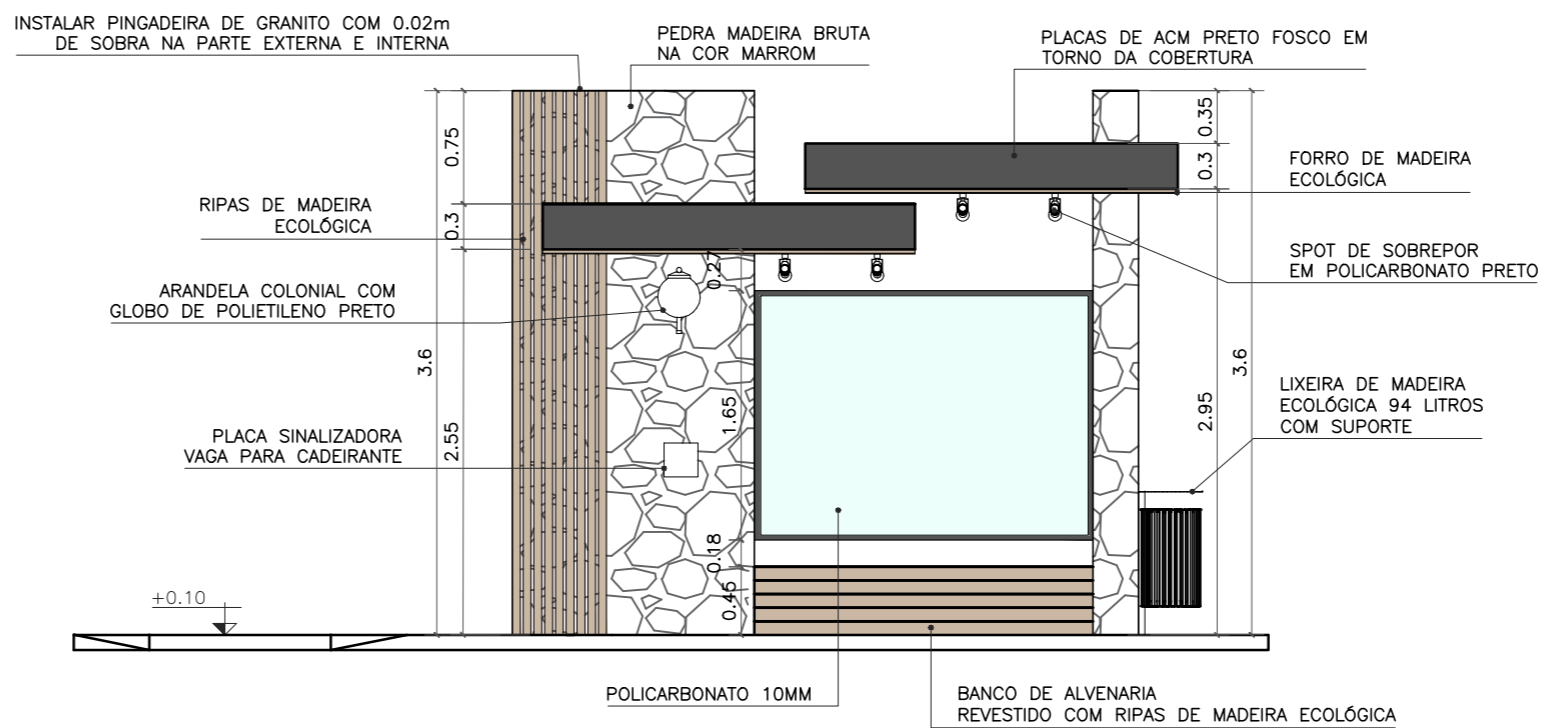 INSTALAR PINGADEIRA DE GRANITO COM 0.02m
DE SOBRA NA PARTE EXTERNA E INTERNA
PEDRA MADEIRA BRUTA
NA COR MARROM
PLACAS DE ACM PRETO FOSCO EM
TORNO DA COBERTURA
0.75
0.35
0.3
FORRO DE MADEIRA
ECOLÓGICA
RIPAS DE MADEIRA
ECOLÓGICA
0.3
SPOT DE SOBREPOR
EM POLICARBONATO PRETO
0.27
ARANDELA COLONIAL COM
GLOBO DE POLIETILENO PRETO
3.6
3.6
LIXEIRA DE MADEIRA
ECOLÓGICA 94 LITROS
COM SUPORTE
1.65
2.95
PLACA SINALIZADORA
VAGA PARA CADEIRANTE
2.55
0.18
0.45
+0.10
POLICARBONATO 10MM
BANCO DE ALVENARIA
REVESTIDO COM RIPAS DE MADEIRA ECOLÓGICA